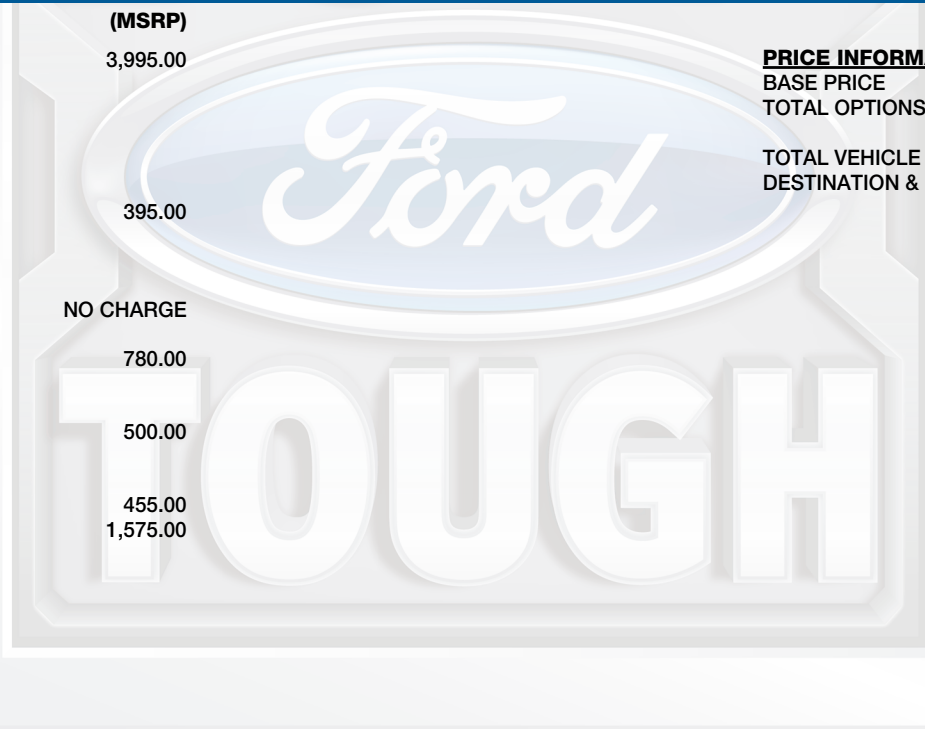 (MSRP)
3,995.00
395.00
NO CHARGE
780.00
500.00
455.00
1,575.00
PRICE INFORMA
BASE PRICE
TOTAL OPTIONS
TOTAL VEHICLE
DESTINATION &
Ford
TOUGH